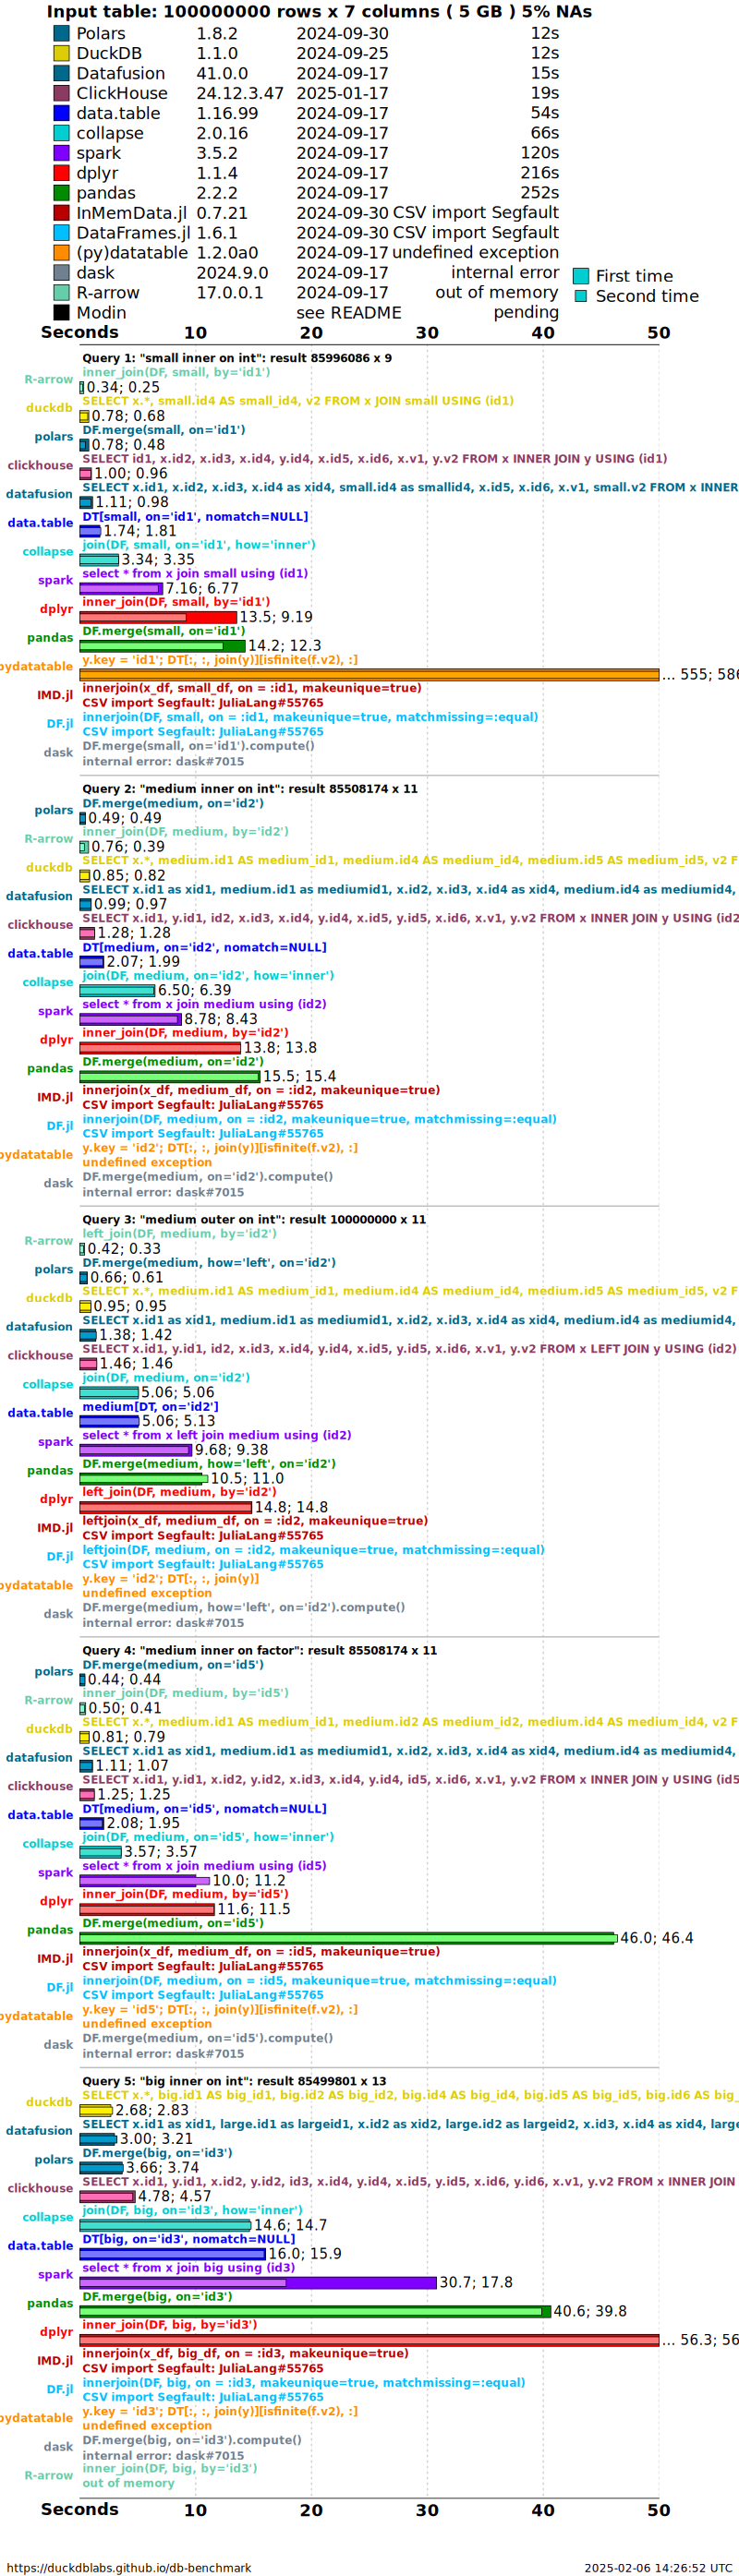 Input table: 100000000 rows x 7 columns ( 5 GB ) 5% NAs
Polars 1.8.2 2024-09-30 12s
DuckDB 1.1.0 2024-09-25 12s
Datafusion 41.0.0 2024-09-17 15s
ClickHouse 24.12.3.47 2025-01-17 19s
data.table 1.16.99 2024-09-17 54s
collapse 2.0.16 2024-09-17 66s
spark 3.5.2 2024-09-17 120s
dplyr 1.1.4 2024-09-17 216s
pandas 2.2.2 2024-09-17 252s
InMemData.jl 0.7.21 2024-09-30 CSV import Segfault
DataFrames.jl 1.6.1 2024-09-30 CSV import Segfault
(py)datatable 1.2.0a0 2024-09-17 undefined exception
dask 2024.9.0 2024-09-17 internal error
R-arrow 17.0.0.1 2024-09-17 out of memory
Modin see README pending
First time
Second time
Seconds 10 20 30 40 50
Query 1: "small inner on int": result 85996086 x 9
R-arrow inner_join(DF, small, by='id1')
0.34; 0.25
duckdb SELECT x.*, small.id4 AS small_id4, v2 FROM x JOIN small USING (id1)
0.78; 0.68
polars DF.merge(small, on='id1')
0.78; 0.48
clickhouse SELECT id1, x.id2, x.id3, x.id4, y.id4, x.id5, x.id6, x.v1, y.v2 FROM x INNER JOIN y USING (id1)
1.00; 0.96
datafusion SELECT x.id1, x.id2, x.id3, x.id4 as xid4, small.id4 as smallid4, x.id5, x.id6, x.v1, small.v2 FROM x INNER
1.11; 0.98
data.table DT[small, on='id1', nomatch=NULL]
1.74; 1.81
collapse join(DF, small, on='id1', how='inner')
3.34; 3.35
spark select * from x join small using (id1)
7.16; 6.77
dplyr inner_join(DF, small, by='id1')
13.5; 9.19
pandas DF.merge(small, on='id1')
14.2; 12.3
pydatatable y.key = 'id1'; DT[:, :, join(y)][isfinite(f.v2), :]
... 555; 586
IMD.jl innerjoin(x_df, small_df, on = :id1, makeunique=true)
CSV import Segfault: JuliaLang#55765
DF.jl innerjoin(DF, small, on = :id1, makeunique=true, matchmissing=:equal)
CSV import Segfault: JuliaLang#55765
dask DF.merge(small, on='id1').compute()
internal error: dask#7015
Query 2: "medium inner on int": result 85508174 x 11
polars DF.merge(medium, on='id2')
0.49; 0.49
R-arrow inner_join(DF, medium, by='id2')
0.76; 0.39
duckdb SELECT x.*, medium.id1 AS medium_id1, medium.id4 AS medium_id4, medium.id5 AS medium_id5, v2 F
0.85; 0.82
datafusion SELECT x.id1 as xid1, medium.id1 as mediumid1, x.id2, x.id3, x.id4 as xid4, medium.id4 as mediumid4,
0.99; 0.97
clickhouse SELECT x.id1, y.id1, id2, x.id3, x.id4, y.id4, x.id5, y.id5, x.id6, x.v1, y.v2 FROM x INNER JOIN y USING (id2
1.28; 1.28
data.table DT[medium, on='id2', nomatch=NULL]
2.07; 1.99
collapse join(DF, medium, on='id2', how='inner')
6.50; 6.39
spark select * from x join medium using (id2)
8.78; 8.43
dplyr inner_join(DF, medium, by='id2')
13.8; 13.8
pandas DF.merge(medium, on='id2')
15.5; 15.4
IMD.jl innerjoin(x_df, medium_df, on = :id2, makeunique=true)
CSV import Segfault: JuliaLang#55765
DF.jl innerjoin(DF, medium, on = :id2, makeunique=true, matchmissing=:equal)
CSV import Segfault: JuliaLang#55765
pydatatable y.key = 'id2'; DT[:, :, join(y)][isfinite(f.v2), :]
undefined exception
dask DF.merge(medium, on='id2').compute()
internal error: dask#7015
Query 3: "medium outer on int": result 100000000 x 11
R-arrow left_join(DF, medium, by='id2')
0.42; 0.33
polars DF.merge(medium, how='left', on='id2')
0.66; 0.61
duckdb SELECT x.*, medium.id1 AS medium_id1, medium.id4 AS medium_id4, medium.id5 AS medium_id5, v2 F
0.95; 0.95
datafusion SELECT x.id1 as xid1, medium.id1 as mediumid1, x.id2, x.id3, x.id4 as xid4, medium.id4 as mediumid4,
1.38; 1.42
clickhouse SELECT x.id1, y.id1, id2, x.id3, x.id4, y.id4, x.id5, y.id5, x.id6, x.v1, y.v2 FROM x LEFT JOIN y USING (id2)
1.46; 1.46
collapse join(DF, medium, on='id2')
5.06; 5.06
data.table medium[DT, on='id2']
5.06; 5.13
spark select * from x left join medium using (id2)
9.68; 9.38
pandas DF.merge(medium, how='left', on='id2')
10.5; 11.0
dplyr left_join(DF, medium, by='id2')
14.8; 14.8
IMD.jl leftjoin(x_df, medium_df, on = :id2, makeunique=true)
CSV import Segfault: JuliaLang#55765
DF.jl leftjoin(DF, medium, on = :id2, makeunique=true, matchmissing=:equal)
CSV import Segfault: JuliaLang#55765
pydatatable y.key = 'id2'; DT[:, :, join(y)]
undefined exception
dask DF.merge(medium, how='left', on='id2').compute()
internal error: dask#7015
Query 4: "medium inner on factor": result 85508174 x 11
polars DF.merge(medium, on='id5')
0.44; 0.44
R-arrow inner_join(DF, medium, by='id5')
0.50; 0.41
duckdb SELECT x.*, medium.id1 AS medium_id1, medium.id2 AS medium_id2, medium.id4 AS medium_id4, v2 F
0.81; 0.79
datafusion SELECT x.id1 as xid1, medium.id1 as mediumid1, x.id2, x.id3, x.id4 as xid4, medium.id4 as mediumid4,
1.11; 1.07
clickhouse SELECT x.id1, y.id1, x.id2, y.id2, x.id3, x.id4, y.id4, id5, x.id6, x.v1, y.v2 FROM x INNER JOIN y USING (id5
1.25; 1.25
data.table DT[medium, on='id5', nomatch=NULL]
2.08; 1.95
collapse join(DF, medium, on='id5', how='inner')
3.57; 3.57
spark select * from x join medium using (id5)
10.0; 11.2
dplyr inner_join(DF, medium, by='id5')
11.6; 11.5
pandas DF.merge(medium, on='id5')
46.0; 46.4
IMD.jl innerjoin(x_df, medium_df, on = :id5, makeunique=true)
CSV import Segfault: JuliaLang#55765
DF.jl innerjoin(DF, medium, on = :id5, makeunique=true, matchmissing=:equal)
CSV import Segfault: JuliaLang#55765
pydatatable y.key = 'id5'; DT[:, :, join(y)][isfinite(f.v2), :]
undefined exception
dask DF.merge(medium, on='id5').compute()
internal error: dask#7015
Query 5: "big inner on int": result 85499801 x 13
duckdb SELECT x.*, big.id1 AS big_id1, big.id2 AS big_id2, big.id4 AS big_id4, big.id5 AS big_id5, big.id6 AS big_
2.68; 2.83
datafusion SELECT x.id1 as xid1, large.id1 as largeid1, x.id2 as xid2, large.id2 as largeid2, x.id3, x.id4 as xid4, large
3.00; 3.21
polars DF.merge(big, on='id3')
3.66; 3.74
clickhouse SELECT x.id1, y.id1, x.id2, y.id2, id3, x.id4, y.id4, x.id5, y.id5, x.id6, y.id6, x.v1, y.v2 FROM x INNER JOIN
4.78; 4.57
collapse join(DF, big, on='id3', how='inner')
14.6; 14.7
data.table DT[big, on='id3', nomatch=NULL]
16.0; 15.9
spark select * from x join big using (id3)
30.7; 17.8
pandas DF.merge(big, on='id3')
40.6; 39.8
dplyr inner_join(DF, big, by='id3')
... 56.3; 56
IMD.jl innerjoin(x_df, big_df, on = :id3, makeunique=true)
CSV import Segfault: JuliaLang#55765
DF.jl innerjoin(DF, big, on = :id3, makeunique=true, matchmissing=:equal)
CSV import Segfault: JuliaLang#55765
pydatatable y.key = 'id3'; DT[:, :, join(y)][isfinite(f.v2), :]
undefined exception
dask DF.merge(big, on='id3').compute()
internal error: dask#7015
R-arrow inner_join(DF, big, by='id3')
out of memory
Seconds 10 20 30 40 50
https://duckdblabs.github.io/db-benchmark 2025-02-06 14:26:52 UTC